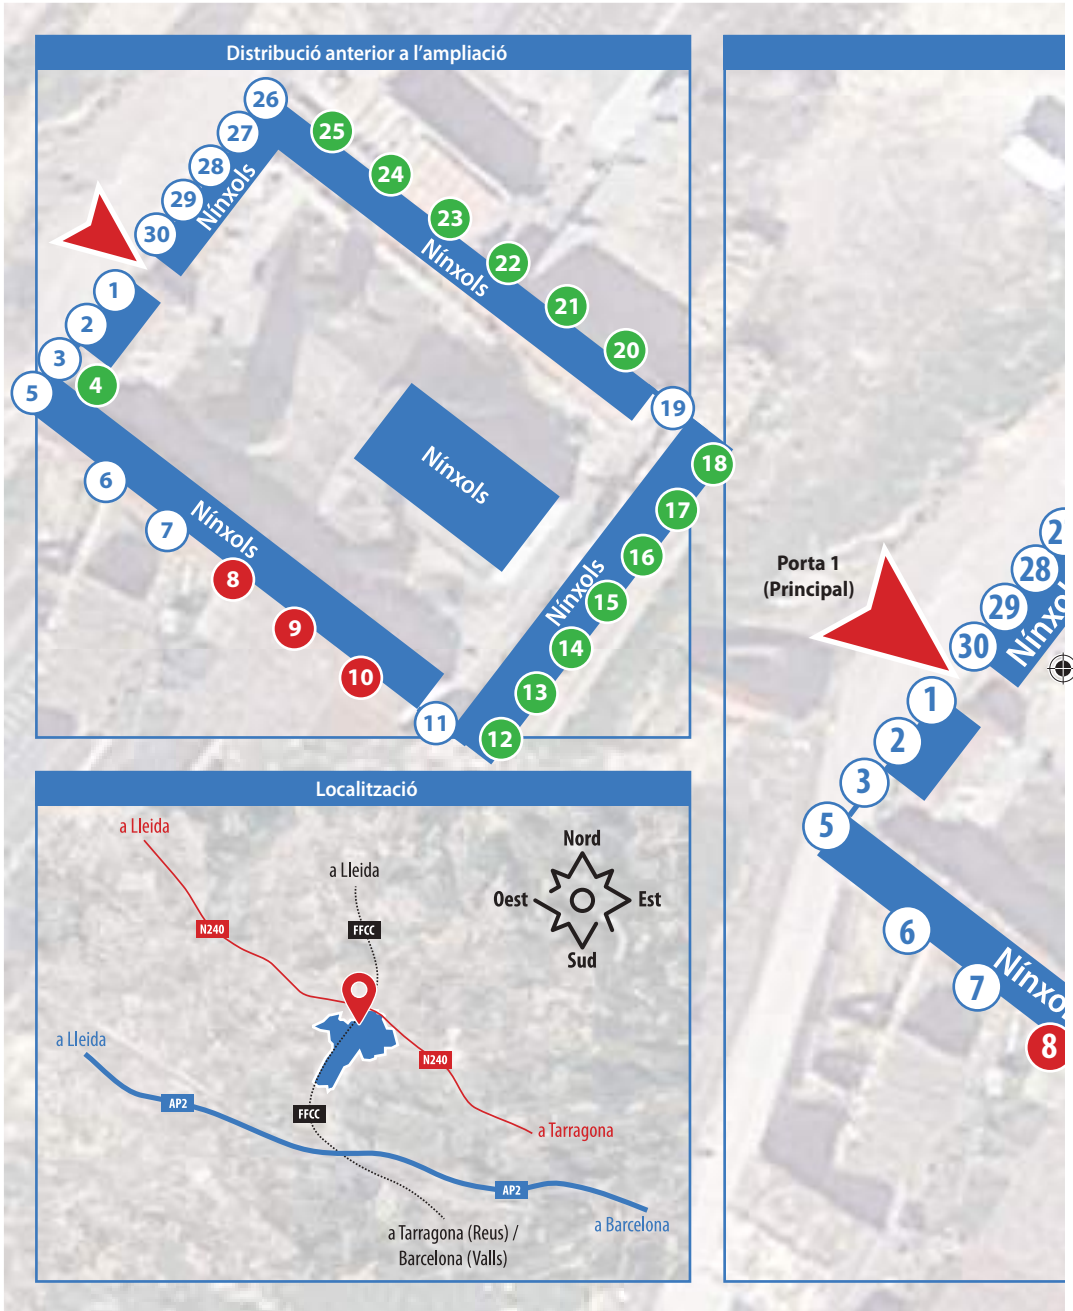 Distribució anterior a l'ampliació
26
27
25
28
24
29
Nínxols
23
30
Nínxols
22
1
21
2
20
3
4
5
19
Nínxols
18
6
17
7
Nínxols
16
8
Nínxols
15
9
14
10
13
11
12
Localització
a Lleida
a Lleida
Nord
Oest
Est
Sud
N240
FFCC
a Lleida
N240
AP2
FFCC
a Tarragona
AP2
a Tarragona (Reus) /
Barcelona (Valls)
a Barcelona
Porta 1
(Principal)
28
29
30
1
2
3
5
6
7
8